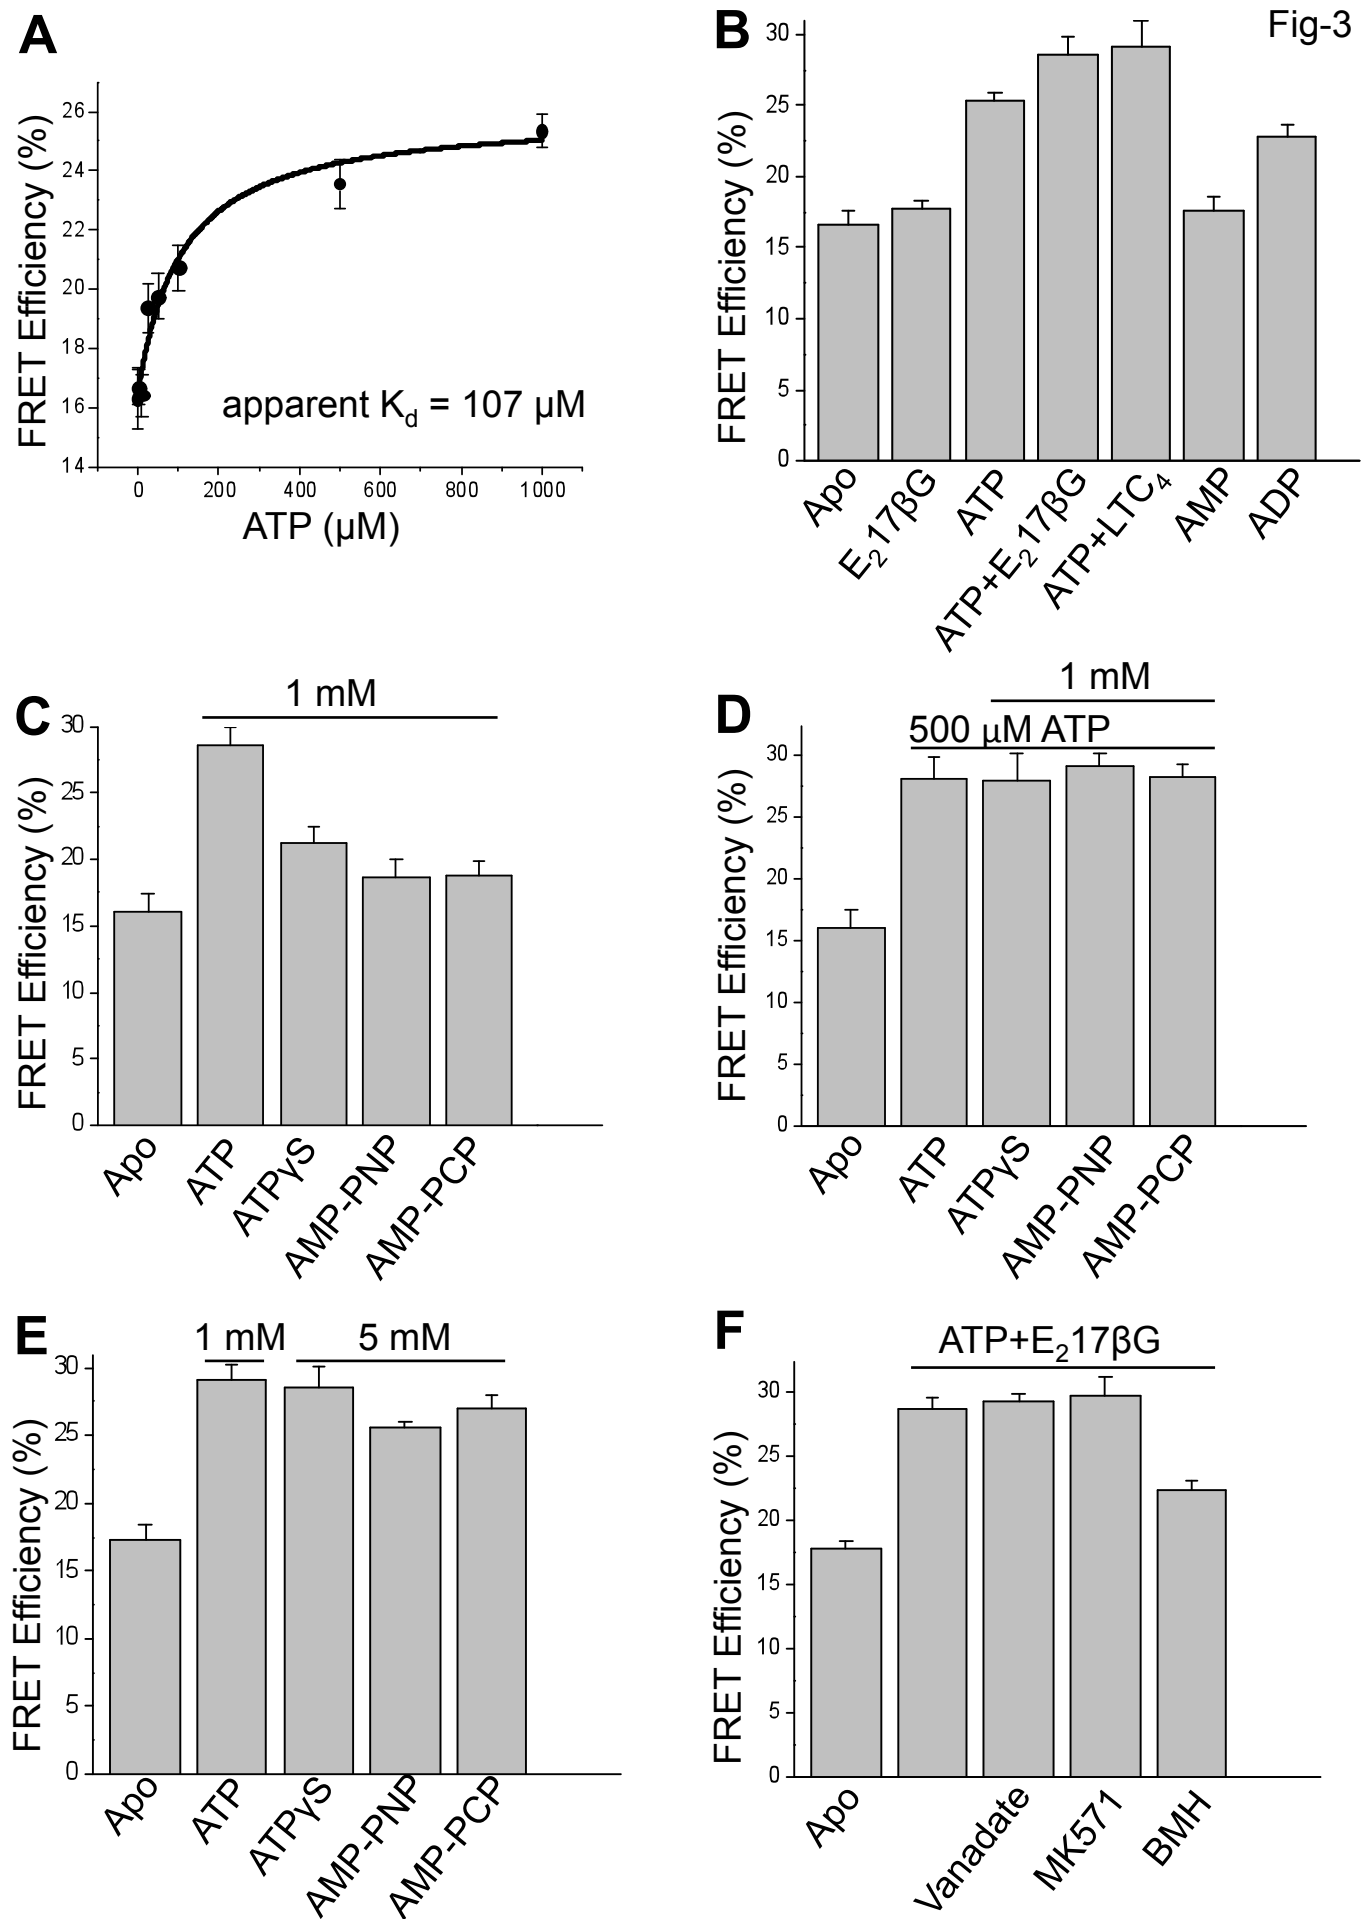 Fig-3
A
FRET Efficiency (%)
26
24
22
20
18
16
14
apparent Kd = 107 μM
0 200 400 600 800 1000
ATP (μM)
B
FRET Efficiency (%)
30
25
20
15
10
5
0
Apo
E₂17βG
ATP
ATP+E₂17βG
ATP+LTC₄
AMP
ADP
C
1 mM
FRET Efficiency (%)
30
25
20
15
10
5
0
Apo
ATP
ATPγS
AMP-PNP
AMP-PCP
D
1 mM
500 μM ATP
FRET Efficiency (%)
30
25
20
15
10
5
0
Apo
ATP
ATPγS
AMP-PNP
AMP-PCP
E
1 mM 5 mM
FRET Efficiency (%)
30
25
20
15
10
5
0
Apo
ATP
ATPγS
AMP-PNP
AMP-PCP
F
ATP+E₂17βG
FRET Efficiency (%)
30
25
20
15
10
5
0
Apo
Vanadate
MK571
BMH